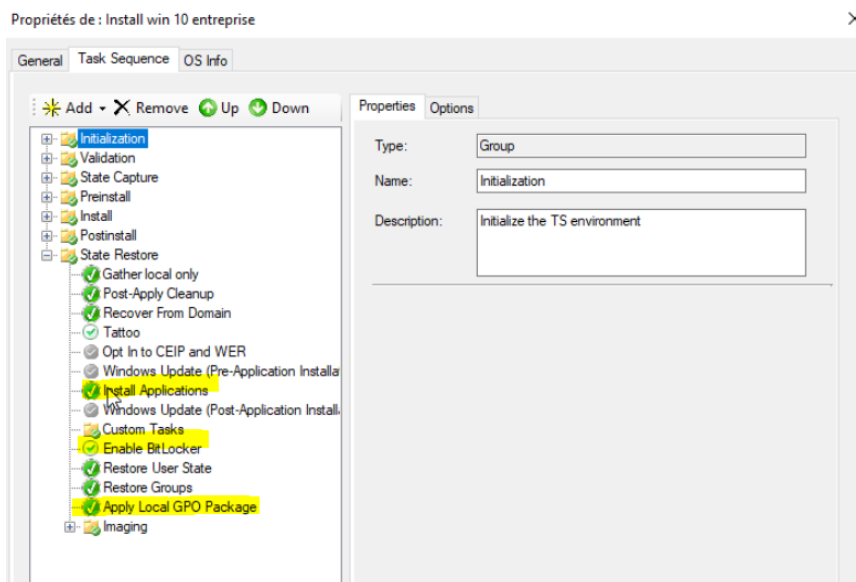 Propriétés de : Install win 10 entreprise
General Task Sequence OS Info
Add Remove Up Down
Properties Options
Initialization
Validation
State Capture
Preinstall
Install
Postinstall
State Restore
Gather local only
Post-Apply Cleanup
Recover From Domain
Tattoo
Opt In to CEIP and WER
Windows Update (Pre-Application Installa
Install Applications
Windows Update (Post-Application Install
Custom Tasks
Enable BitLocker
Restore User State
Restore Groups
Apply Local GPO Package
Imaging
Type: Group
Name: Initialization
Description: Initialize the TS environment